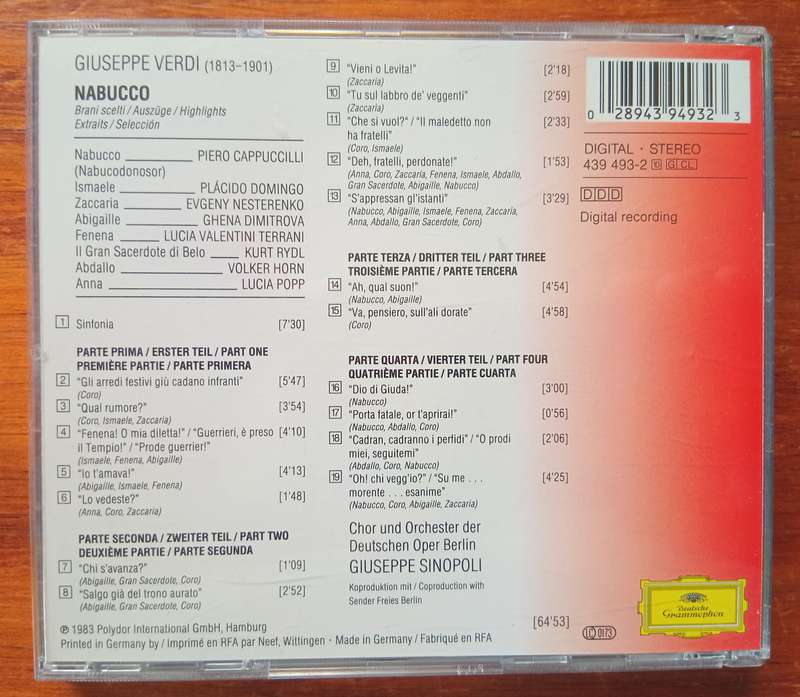 GIUSEPPE VERDI (1813–1901)
NABUCCO
Brani scelti / Auszüge / Highlights
Extraits / Selección
Nabucco PIERO CAPPUCCILLI
(Nabucodonosor)
Ismaele PLÁCIDO DOMINGO
Zaccaria EVGENY NESTERENKO
Abigaille GHENA DIMITROVA
Fenena LUCIA VALENTINI TERRANI
Il Gran Sacerdote di Belo KURT RYDL
Abdallo VOLKER HORN
Anna LUCIA POPP
1 Sinfonia [7'30]
PARTE PRIMA / ERSTER TEIL / PART ONE
PREMIÈRE PARTIE / PARTE PRIMERA
2 “Gli arredi festivi giù cadano infranti” [5'47]
(Coro)
3 “Qual rumore?” [3'54]
(Coro, Ismaele, Zaccaria)
4 “Fenena! O mia diletta!” / “Guerrieri, è preso [4'10]
il Tempio!” / “Prode guerrier!”
(Ismaele, Fenena, Abigaille)
5 “Io t'amava!” [4'13]
(Abigaille, Ismaele, Fenena)
6 “Lo vedeste?” [1'48]
(Anna, Coro, Zaccaria)
PARTE SECONDA / ZWEITER TEIL / PART TWO
DEUXIÈME PARTIE / PARTE SEGUNDA
7 “Chi s'avanza?” [1'09]
(Abigaille, Gran Sacerdote, Coro)
8 “Salgo già del trono aurato” [2'52]
(Abigaille, Gran Sacerdote, Coro)
℗ 1983 Polydor International GmbH, Hamburg
Printed in Germany by / Imprimé en RFA par Neef, Wittingen · Made in Germany / Fabriqué en RFA
9 “Vieni o Levita!” [2'18]
(Zaccaria)
10 “Tu sul labbro de' veggenti” [2'59]
(Zaccaria)
11 “Che si vuol?” / “Il maledetto non [2'33]
ha fratelli”
(Coro, Ismaele)
12 “Deh, fratelli, perdonate!” [1'53]
(Anna, Coro, Zaccaria, Fenena, Ismaele, Abdallo,
Gran Sacerdote, Abigaille, Nabucco)
13 “S'appressan gl'istanti” [3'29]
(Nabucco, Abigaille, Ismaele, Fenena, Zaccaria,
Anna, Abdallo, Gran Sacerdote, Coro)
PARTE TERZA / DRITTER TEIL / PART THREE
TROISIÈME PARTIE / PARTE TERCERA
14 “Ah, qual suon!” [4'54]
(Nabucco, Abigaille)
15 “Va, pensiero, sull'ali dorate” [4'58]
(Coro)
PARTE QUARTA / VIERTER TEIL / PART FOUR
QUATRIÈME PARTIE / PARTE CUARTA
16 “Dio di Giuda!” [3'00]
(Nabucco)
17 “Porta fatale, or t'aprirai!” [0'56]
(Nabucco, Abdallo, Coro)
18 “Cadran, cadranno i perfidi” / “O prodi [2'06]
miei, seguitemi”
(Abdallo, Coro, Nabucco)
19 “Oh! chi vegg'io?” / “Su me . . . [4'25]
morente . . . esanime”
(Nabucco, Coro, Abigaille, Zaccaria)
Chor und Orchester der
Deutschen Oper Berlin
GIUSEPPE SINOPOLI
Koproduktion mit / Coproduction with
Sender Freies Berlin
[64'53]
0 28943 94932 3
DIGITAL · STEREO
439 493-2 10 G CL
DDD
Digital recording
Deutsche
Grammophon
LC 0173